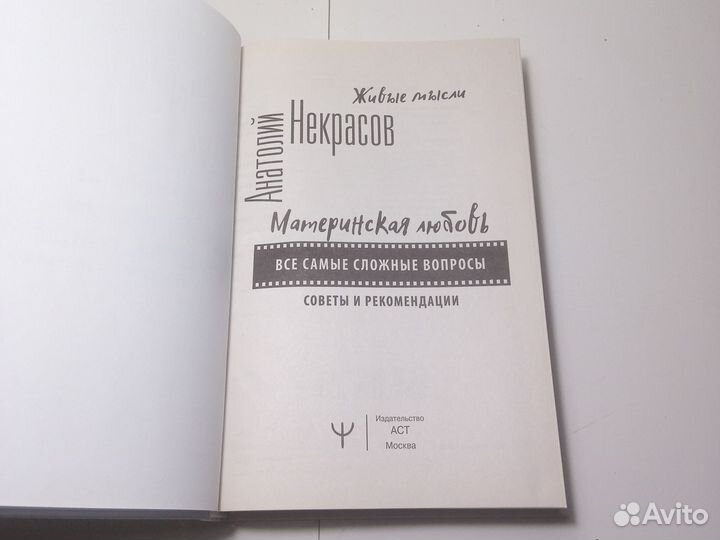 Живые мысли
Анатолий
Некрасов
Материнская любовь
ВСЕ САМЫЕ СЛОЖНЫЕ ВОПРОСЫ
СОВЕТЫ И РЕКОМЕНДАЦИИ
Издательство
АСТ
Москва
Avito